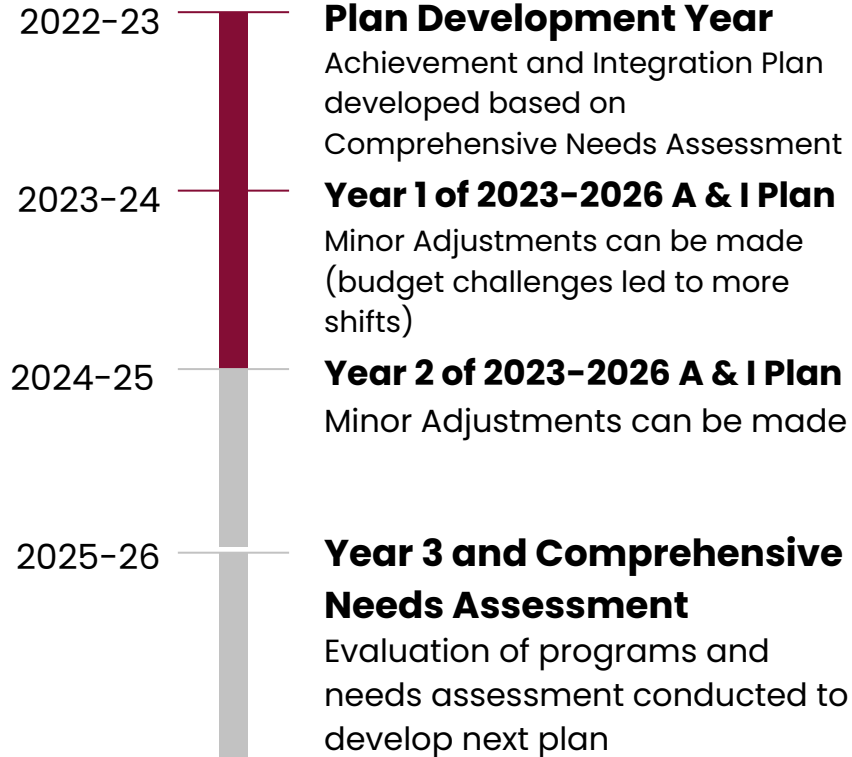 2022-23
Plan Development Year
Achievement and Integration Plan
developed based on
Comprehensive Needs Assessment
2023-24
Year 1 of 2023-2026 A & I Plan
Minor Adjustments can be made
(budget challenges led to more
shifts)
2024-25
Year 2 of 2023-2026 A & I Plan
Minor Adjustments can be made
2025-26
Year 3 and Comprehensive
Needs Assessment
Evaluation of programs and
needs assessment conducted to
develop next plan